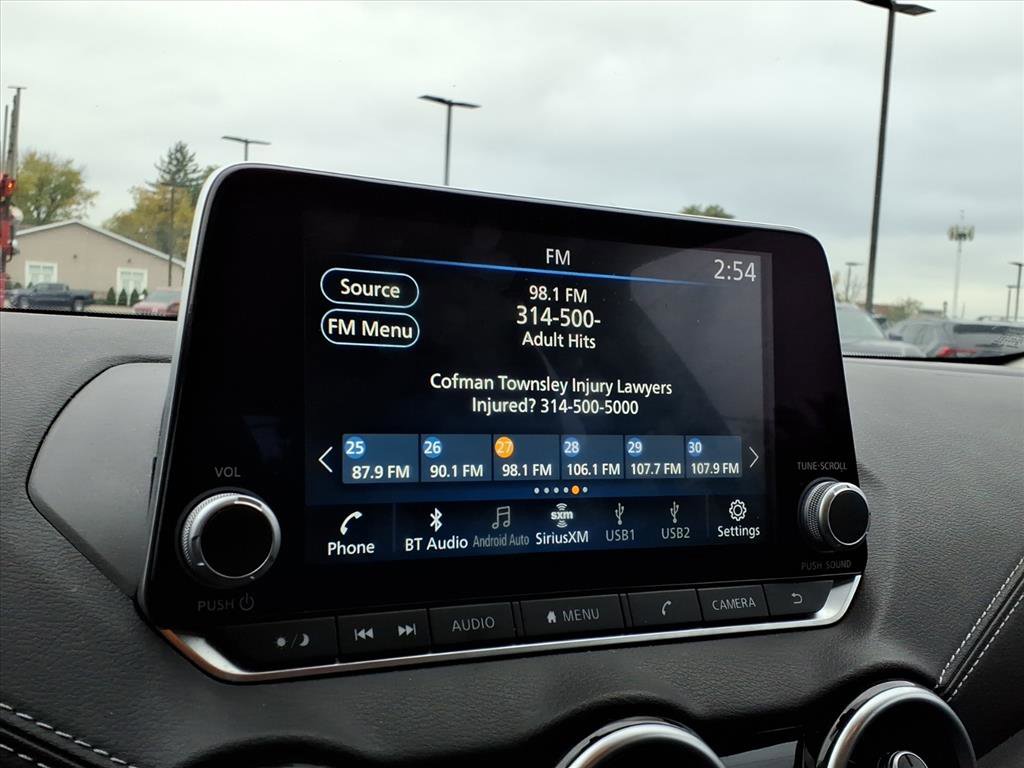 FM
2:54
Source
98.1 FM
FM Menu
314-500-
Adult Hits
Cofman Townsley Injury Lawyers
Injured? 314-500-5000
25 26 27 28 29 30
87.9 FM 90.1 FM 98.1 FM 106.1 FM 107.7 FM 107.9 FM
Phone BT Audio Android Auto sxm SiriusXM USB1 USB2 Settings
VOL
TUNE·SCROLL
PUSH
PUSH SOUND
AUDIO MENU CAMERA